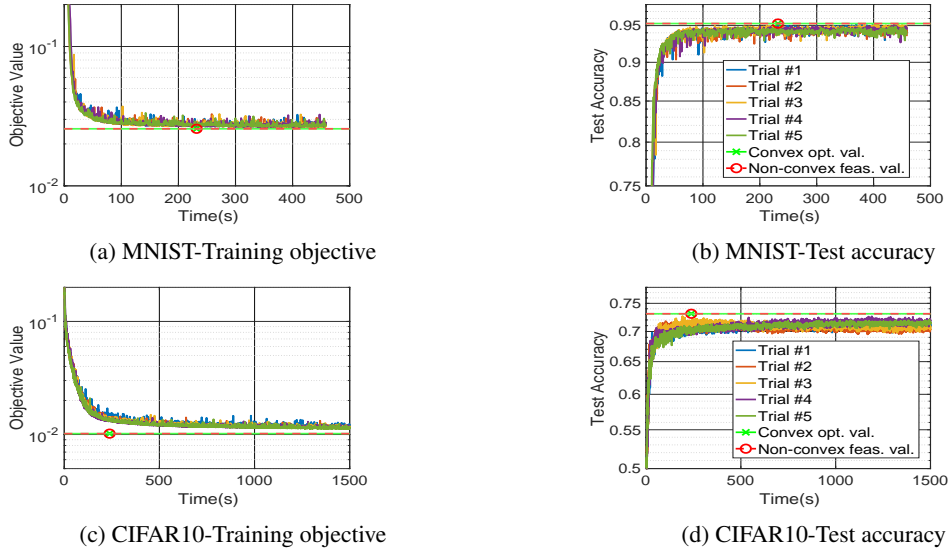 10^-1
Objective Value
10^-2
0 100 200 300 400 500
Time(s)
(a) MNIST-Training objective
0.95
0.9
0.85
0.8
0.75
Test Accuracy
0 100 200 300 400 500
Time(s)
Trial #1
Trial #2
Trial #3
Trial #4
Trial #5
Convex opt. val.
Non-convex feas. val.
(b) MNIST-Test accuracy
10^-1
Objective Value
10^-2
0 500 1000 1500
Time(s)
(c) CIFAR10-Training objective
0.75
0.7
0.65
0.6
0.55
0.5
Test Accuracy
0 500 1000 1500
Time(s)
Trial #1
Trial #2
Trial #3
Trial #4
Trial #5
Convex opt. val.
Non-convex feas. val.
(d) CIFAR10-Test accuracy